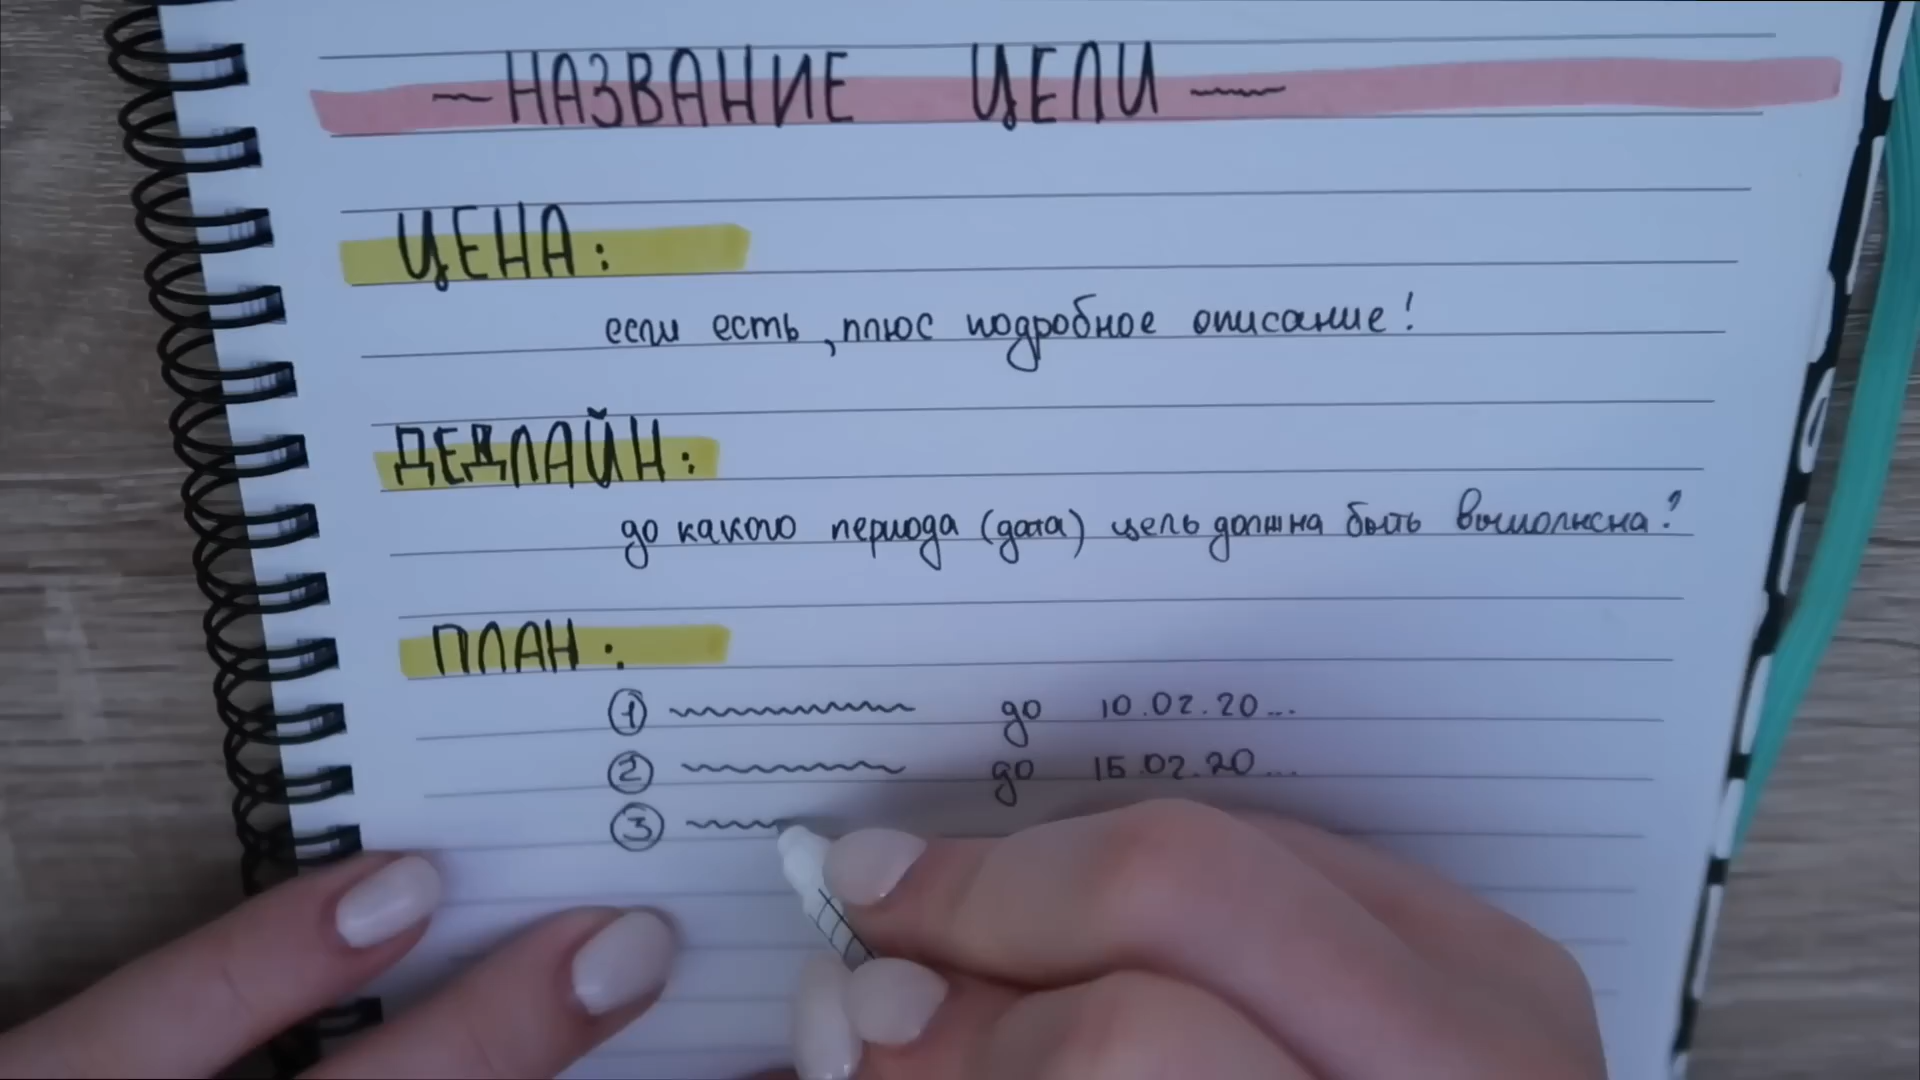 ~ НАЗВАНИЕ ЦЕЛИ ~
ЦЕНА:
если есть, плюс подробное описание!
ДЕДЛАЙН:
до какого периода (дата) цель должна быть выполнена?
ПЛАН:
① до 10.02.20...
② до 15.02.20...
③